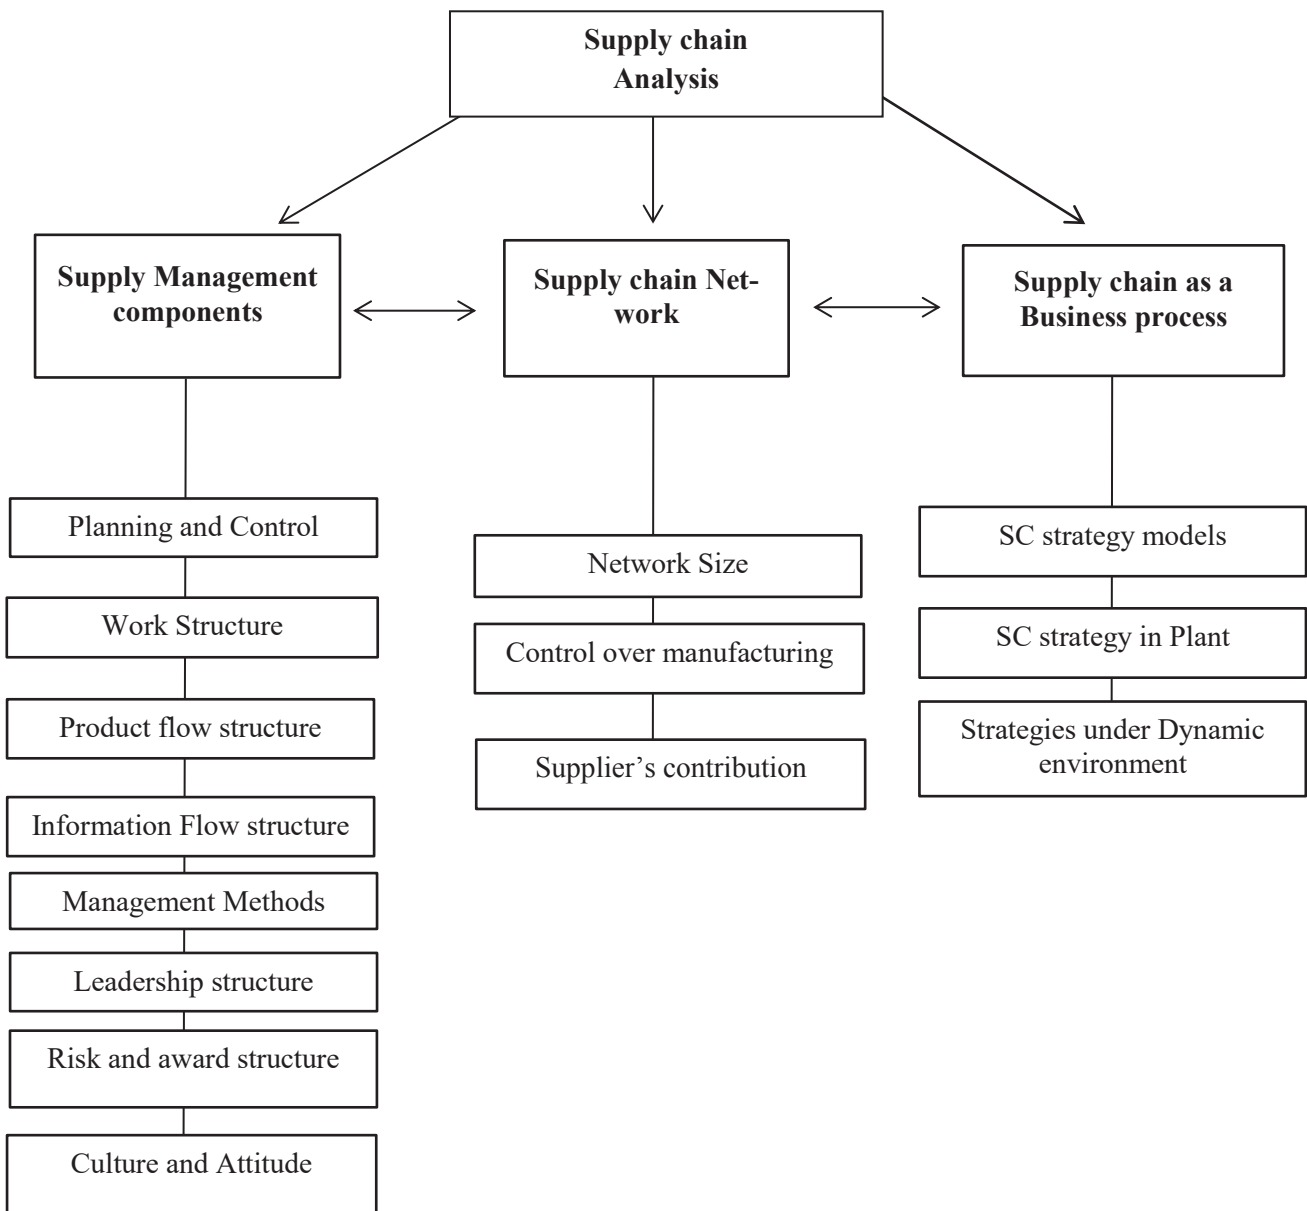 Supply chain
Analysis
Supply Management
components
Supply chain Net-
work
Supply chain as a
Business process
Planning and Control
Work Structure
Product flow structure
Information Flow structure
Management Methods
Leadership structure
Risk and award structure
Culture and Attitude
Network Size
Control over manufacturing
Supplier’s contribution
SC strategy models
SC strategy in Plant
Strategies under Dynamic
environment